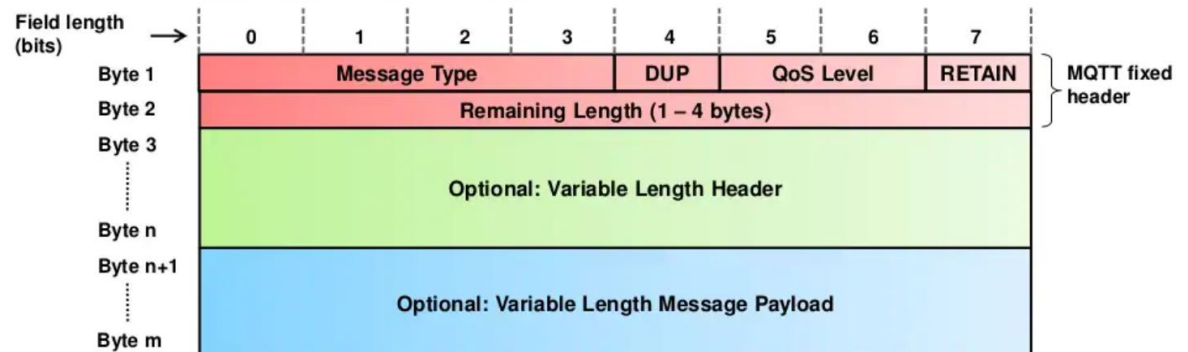 Field length
(bits)
0 1 2 3 4 5 6 7
Byte 1 Message Type DUP QoS Level RETAIN
MQTT fixed
header
Byte 2 Remaining Length (1 – 4 bytes)
Byte 3
Optional: Variable Length Header
Byte n
Byte n+1
Optional: Variable Length Message Payload
Byte m